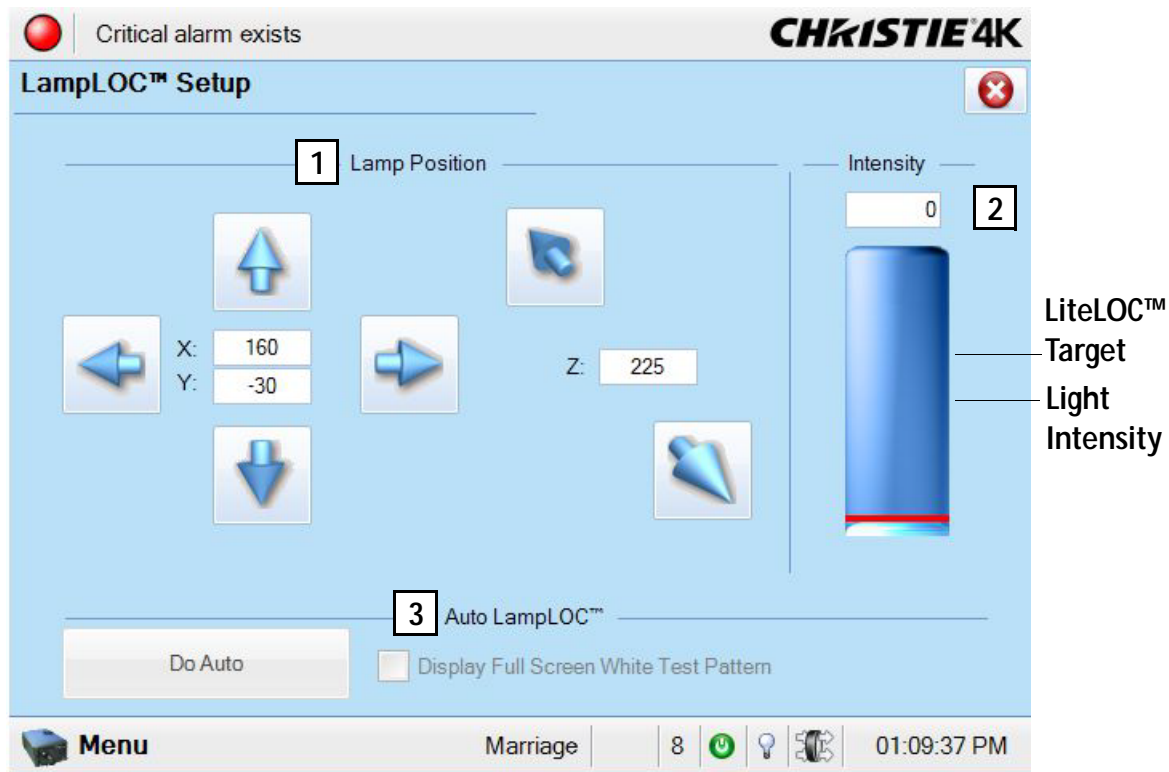 Critical alarm exists
CHRISTIE 4K
LampLOC™ Setup
1 Lamp Position
Intensity
0
2
X: 160
Y: -30
Z: 225
LiteLOC™
Target
Light
Intensity
3 Auto LampLOC™
Do Auto
Display Full Screen White Test Pattern
Menu
Marriage
8
01:09:37 PM